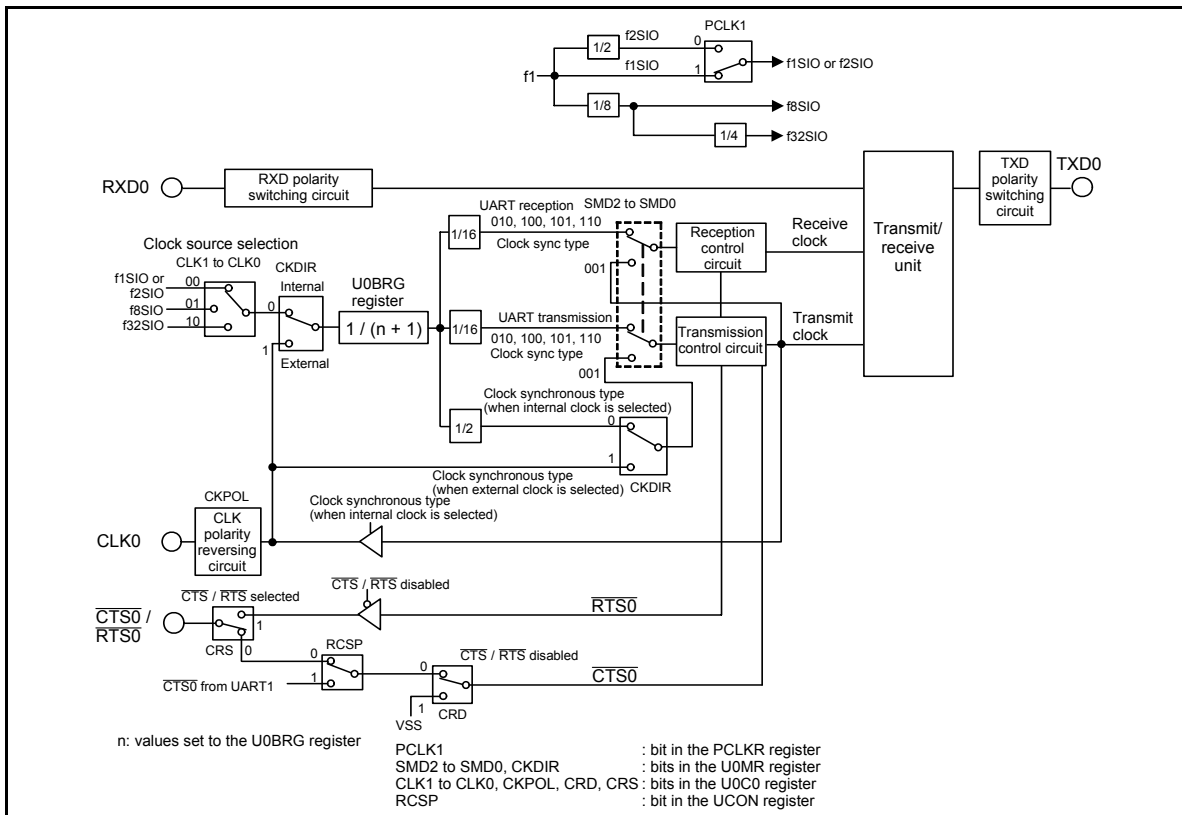 PCLK1
f2SIO
0
1/2
f1
f1SIO
1
f1SIO or f2SIO
1/8
f8SIO
1/4
f32SIO
RXD0
RXD polarity
switching circuit
TXD
polarity
switching
circuit
TXD0
UART reception
010, 100, 101, 110
1/16
Clock sync type
SMD2 to SMD0
001
Reception
control
circuit
Receive
clock
Transmit/
receive
unit
Clock source selection
CLK1 to CLK0
f1SIO or
f2SIO
00
f8SIO
01
f32SIO
10
CKDIR
Internal
0
1
External
U0BRG
register
1 / (n + 1)
1/16
UART transmission
010, 100, 101, 110
Clock sync type
001
Transmission
control circuit
Transmit
clock
Clock synchronous type
(when internal clock is selected)
1/2
0
1
Clock synchronous type
(when external clock is selected)
CKDIR
CKPOL
CLK0
CLK
polarity
reversing
circuit
Clock synchronous type
(when internal clock is selected)
CTS / RTS selected
CTS0 /
RTS0
1
CRS
0
CTS / RTS disabled
RTS0
RCSP
0
1
CTS0 from UART1
CTS / RTS disabled
0
1
VSS
CRD
CTS0
n: values set to the U0BRG register
PCLK1 : bit in the PCLKR register
SMD2 to SMD0, CKDIR : bits in the U0MR register
CLK1 to CLK0, CKPOL, CRD, CRS : bits in the U0C0 register
RCSP : bit in the UCON register